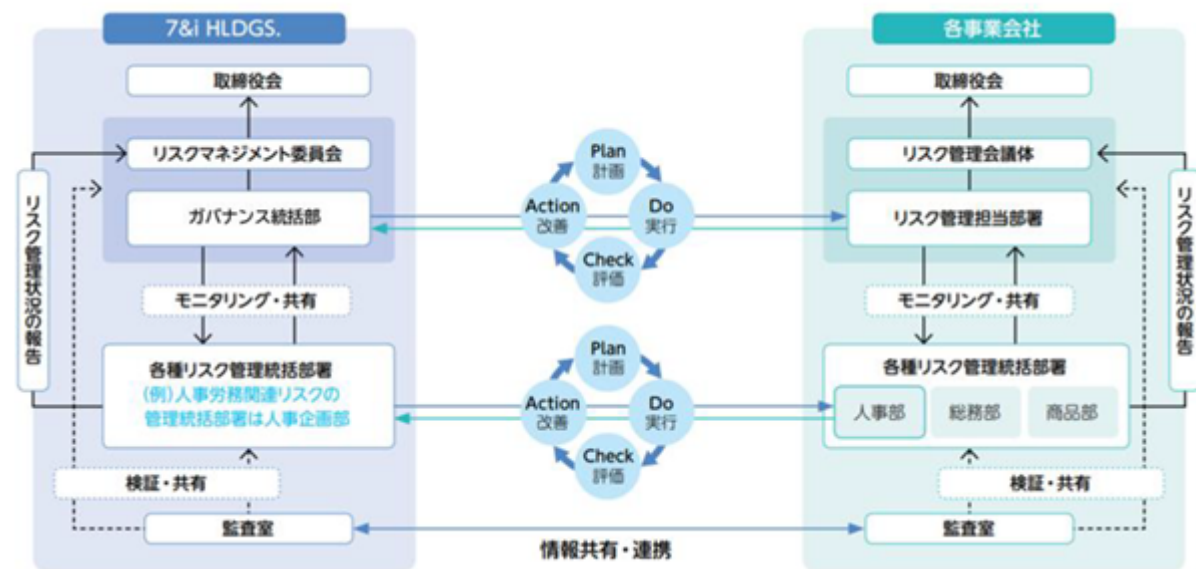 7&i HLDGS.
取締役会
リスクマネジメント委員会
ガバナンス統括部
モニタリング・共有
リスク管理状況の報告
各種リスク管理統括部署
(例)人事労務関連リスクの
管理統括部署は人事企画部
検証・共有
監査室
Plan
計画
Do
実行
Check
評価
Action
改善
Plan
計画
Do
実行
Check
評価
Action
改善
情報共有・連携
各事業会社
取締役会
リスク管理会議体
リスク管理担当部署
モニタリング・共有
リスク管理状況の報告
各種リスク管理統括部署
人事部
総務部
商品部
検証・共有
監査室